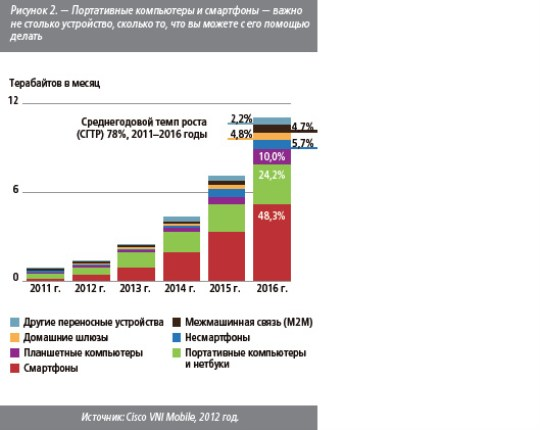 Рисунок 2. — Портативные компьютеры и смартфоны — важно
не столько устройство, сколько то, что вы можете с его помощью
делать
Терабайтов в месяц
12
Среднегодовой темп роста
(СГТР) 78%, 2011–2016 годы
2,2%
4,7%
4,8%
5,7%
10,0%
24,2%
48,3%
6
0
2011 г. 2012 г. 2013 г. 2014 г. 2015 г. 2016 г.
Другие переносные устройства
Межмашинная связь (M2M)
Домашние шлюзы
Несмартфоны
Планшетные компьютеры
Портативные компьютеры
и нетбуки
Смартфоны
Источник: Cisco VNI Mobile, 2012 год.